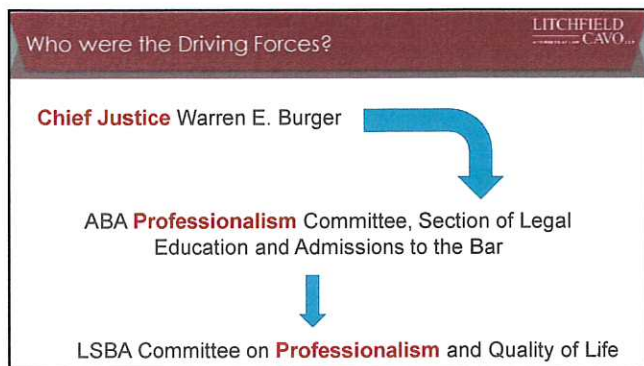 Who were the Driving Forces?
LITCHFIELD
CAVO LLP
Chief Justice Warren E. Burger
ABA Professionalism Committee, Section of Legal
Education and Admissions to the Bar
LSBA Committee on Professionalism and Quality of Life